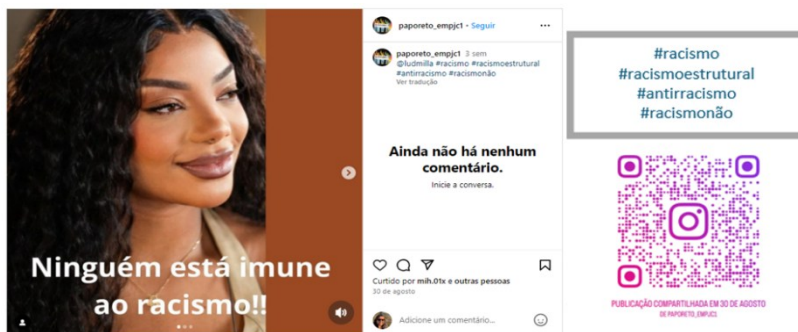 Ninguém está imune
ao racismo!!
paporeto_empjc1 • Seguir
paporeto_empjc1 3 sem
@ludmilla #racismo #racismoestrutural
#antirracismo #racismonão
Ver tradução
Ainda não há nenhum
comentário.
Inicie a conversa.
Curtido por mih.01x e outras pessoas
30 de agosto
Adicione um comentário...
#racismo
#racismoestrutural
#antirracismo
#racismonão
PUBLICAÇÃO COMPARTILHADA EM 30 DE AGOSTO
DE PAPORETO_EMPJC1